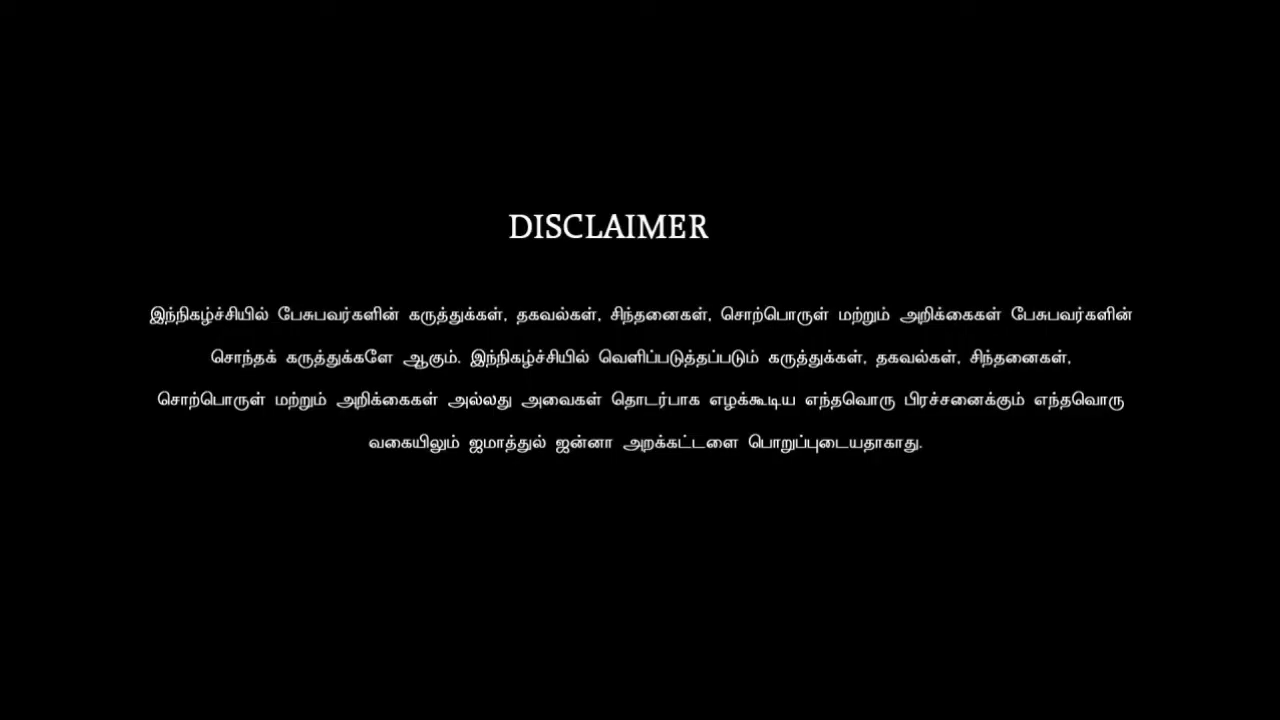 DISCLAIMER
இந்நிகழ்ச்சியில் பேசுபவர்களின் கருத்துக்கள், தகவல்கள், சிந்தனைகள், சொற்பொருள் மற்றும் அறிக்கைகள் பேசுபவர்களின்
சொந்தக் கருத்துக்களே ஆகும். இந்நிகழ்ச்சியில் வெளிப்படுத்தப்படும் கருத்துக்கள், தகவல்கள், சிந்தனைகள்,
சொற்பொருள் மற்றும் அறிக்கைகள் அல்லது அவைகள் தொடர்பாக எழக்கூடிய எந்தவொரு பிரச்சனைக்கும் எந்தவொரு
வகையிலும் ஜமாத்துல் ஜன்னா அறக்கட்டளை பொறுப்புடையதாகாது.